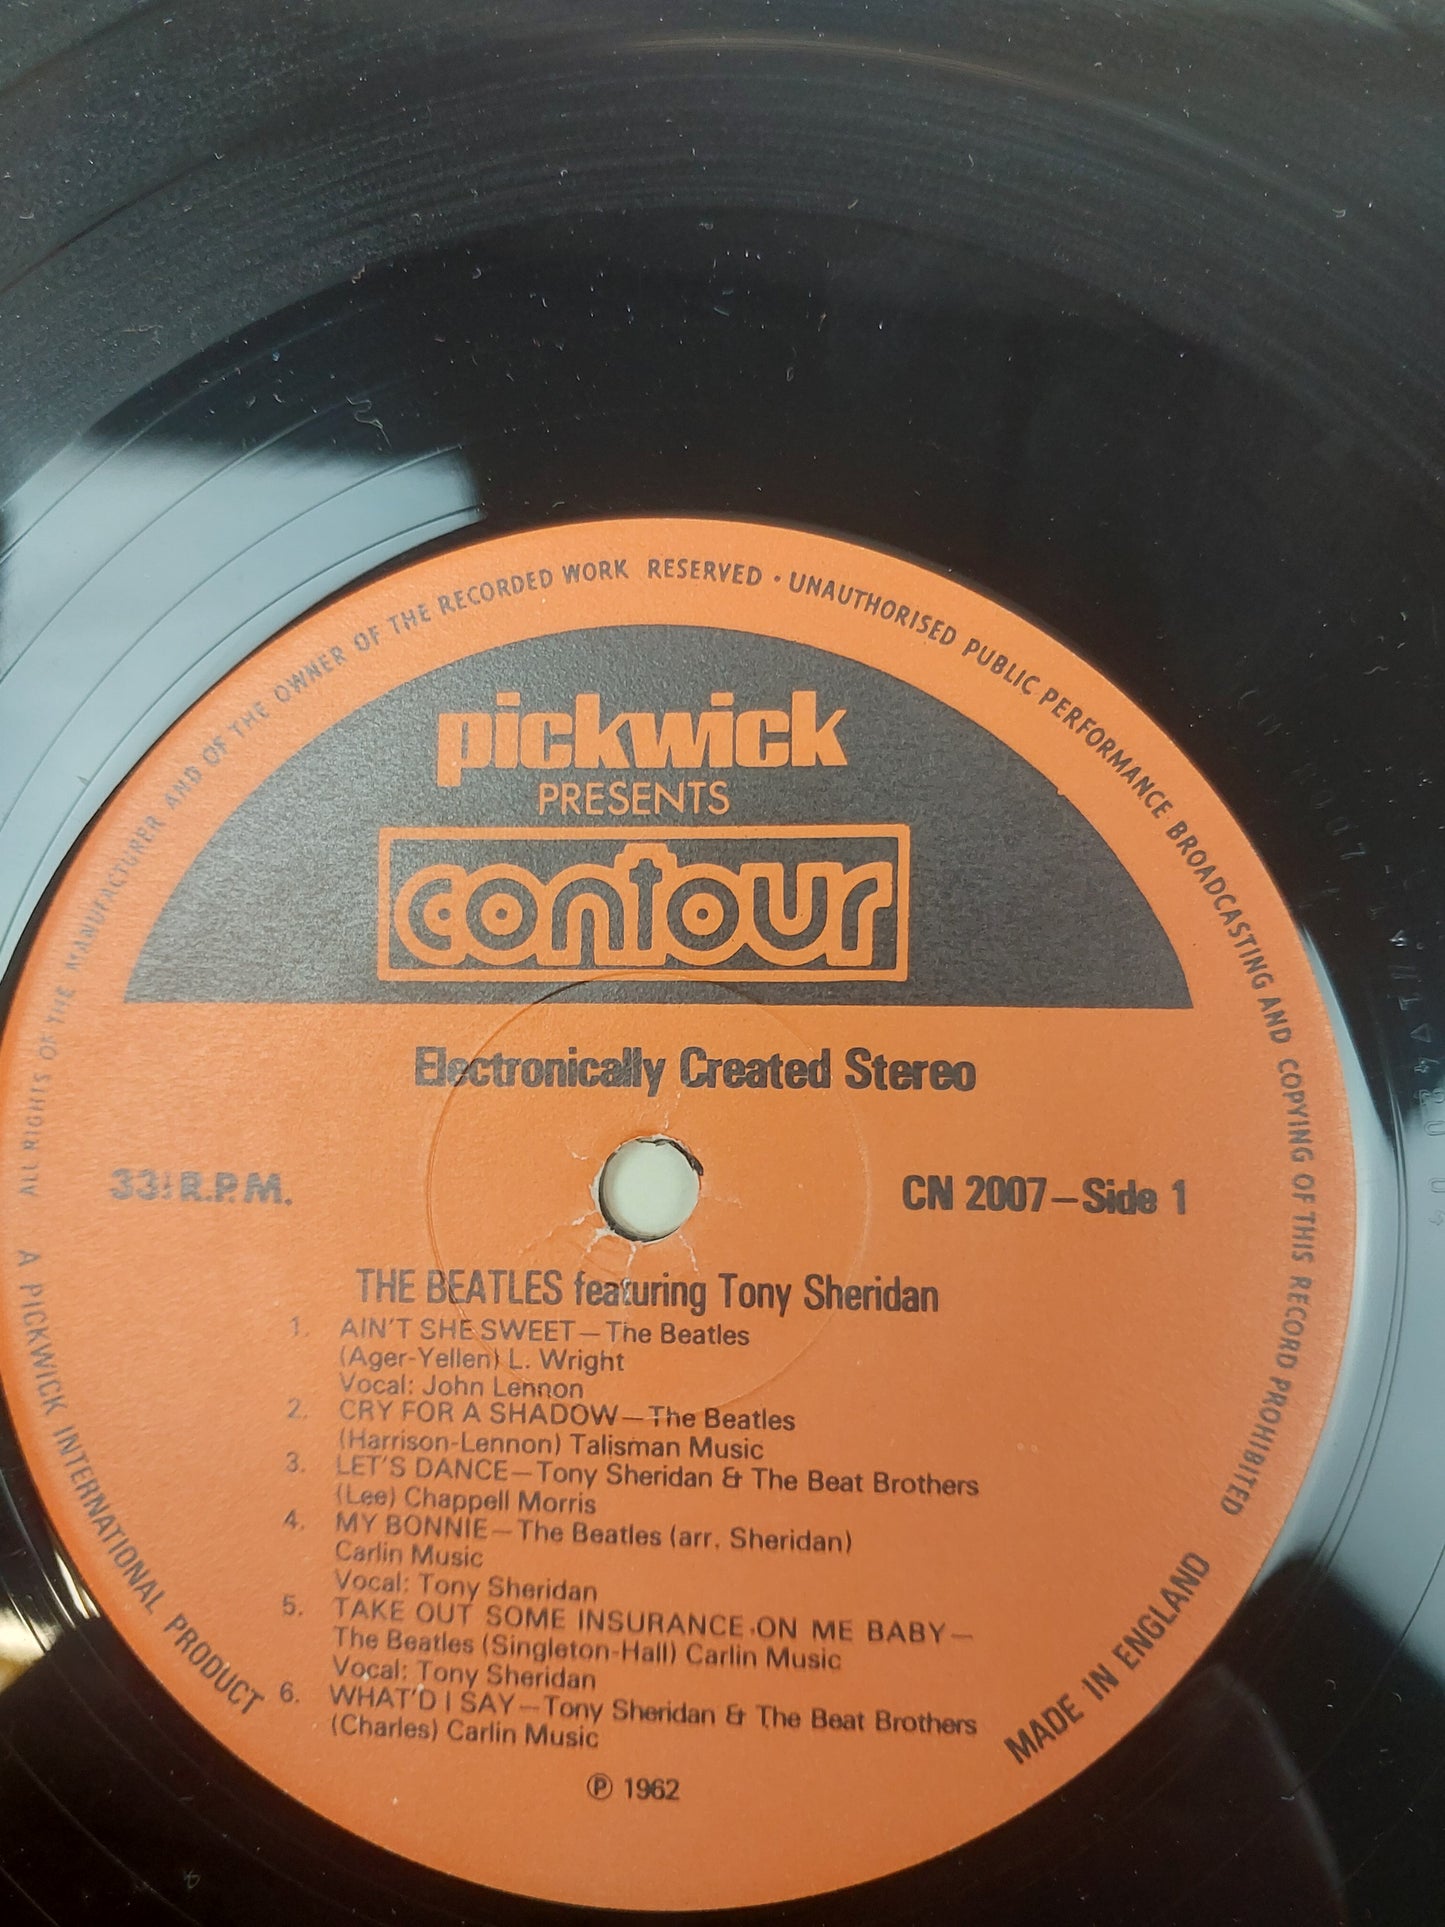 ALL RIGHTS OF THE MANUFACTURER AND OF THE OWNER OF THE RECORDED WORK RESERVED · UNAUTHORISED PUBLIC PERFORMANCE BROADCASTING AND COPYING OF THIS RECORD PROHIBITED
pickwick
PRESENTS
contour
Electronically Created Stereo
33⅓ R.P.M.
CN 2007–Side 1
THE BEATLES featuring Tony Sheridan
1. AIN'T SHE SWEET–The Beatles
(Ager-Yellen) L. Wright
Vocal: John Lennon
2. CRY FOR A SHADOW–The Beatles
(Harrison-Lennon) Talisman Music
3. LET'S DANCE–Tony Sheridan & The Beat Brothers
(Lee) Chappell Morris
4. MY BONNIE–The Beatles (arr. Sheridan)
Carlin Music
Vocal: Tony Sheridan
5. TAKE OUT SOME INSURANCE ON ME BABY–
The Beatles (Singleton-Hall) Carlin Music
Vocal: Tony Sheridan
6. WHAT'D I SAY–Tony Sheridan & The Beat Brothers
(Charles) Carlin Music
℗ 1962
A PICKWICK INTERNATIONAL PRODUCT
MADE IN ENGLAND